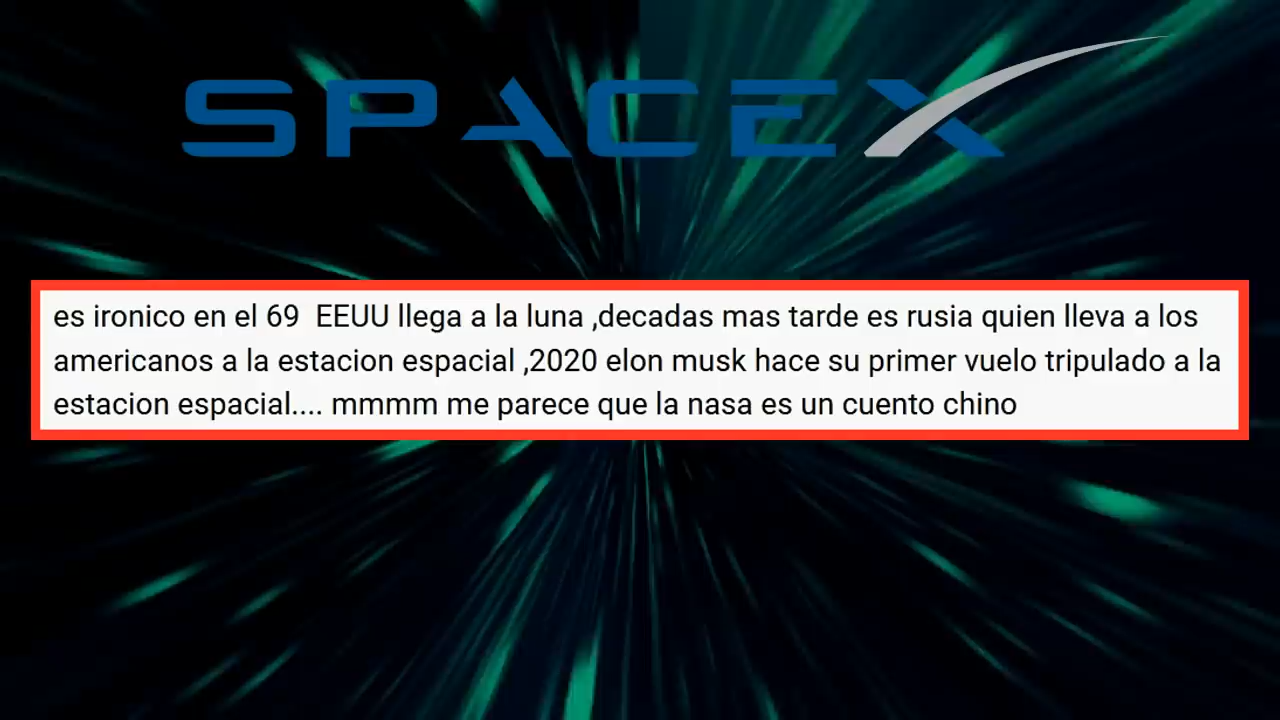 SPACEX
es ironico en el 69  EEUU llega a la luna ,decadas mas tarde es rusia quien lleva a los
americanos a la estacion espacial ,2020 elon musk hace su primer vuelo tripulado a la
estacion espacial.... mmmm me parece que la nasa es un cuento chino